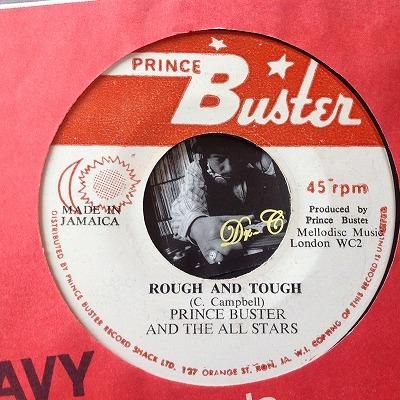 PRINCE
Buster
45 rpm
MADE IN
JAMAICA
Produced by
Prince Buster
Mellodisc Music
London WC2
Dr.-C
ROUGH AND TOUGH
(C. Campbell)
PRINCE BUSTER
AND THE ALL STARS
DISTRIBUTED BY PRINCE BUSTER RECORD SHACK LTD. 127 ORANGE ST. KGN. JA. W.I. COPYING OF THIS RECORD IS
AVY